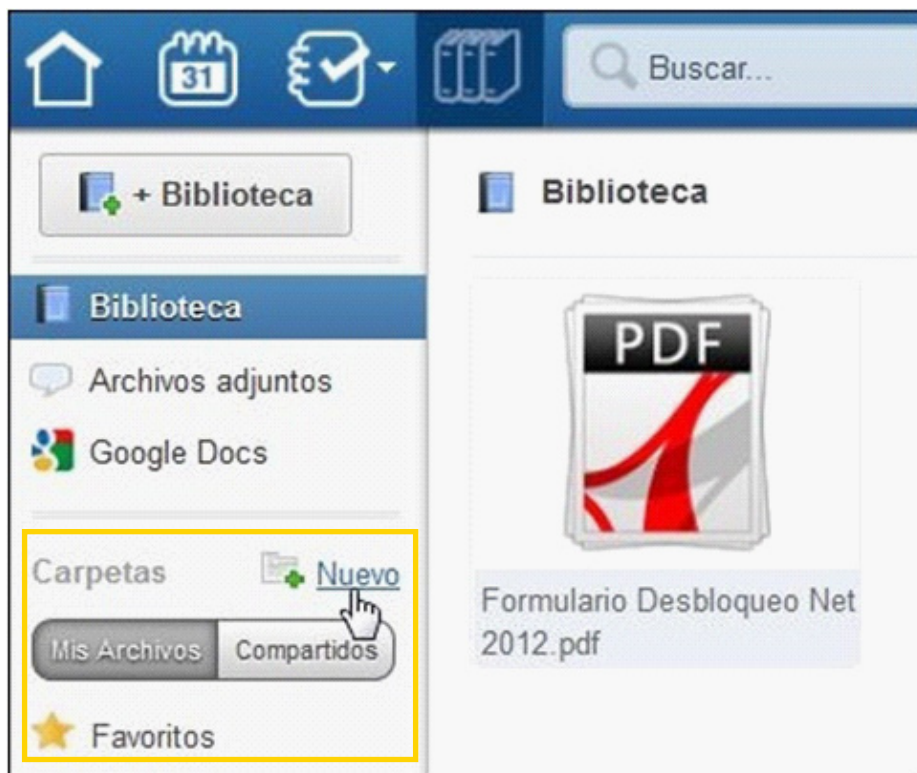 31
Buscar...
+ Biblioteca
Biblioteca
Biblioteca
Archivos adjuntos
Google Docs
Carpetas
Nuevo
Mis Archivos
Compartidos
Favoritos
PDF
Formulario Desbloqueo Net
2012.pdf